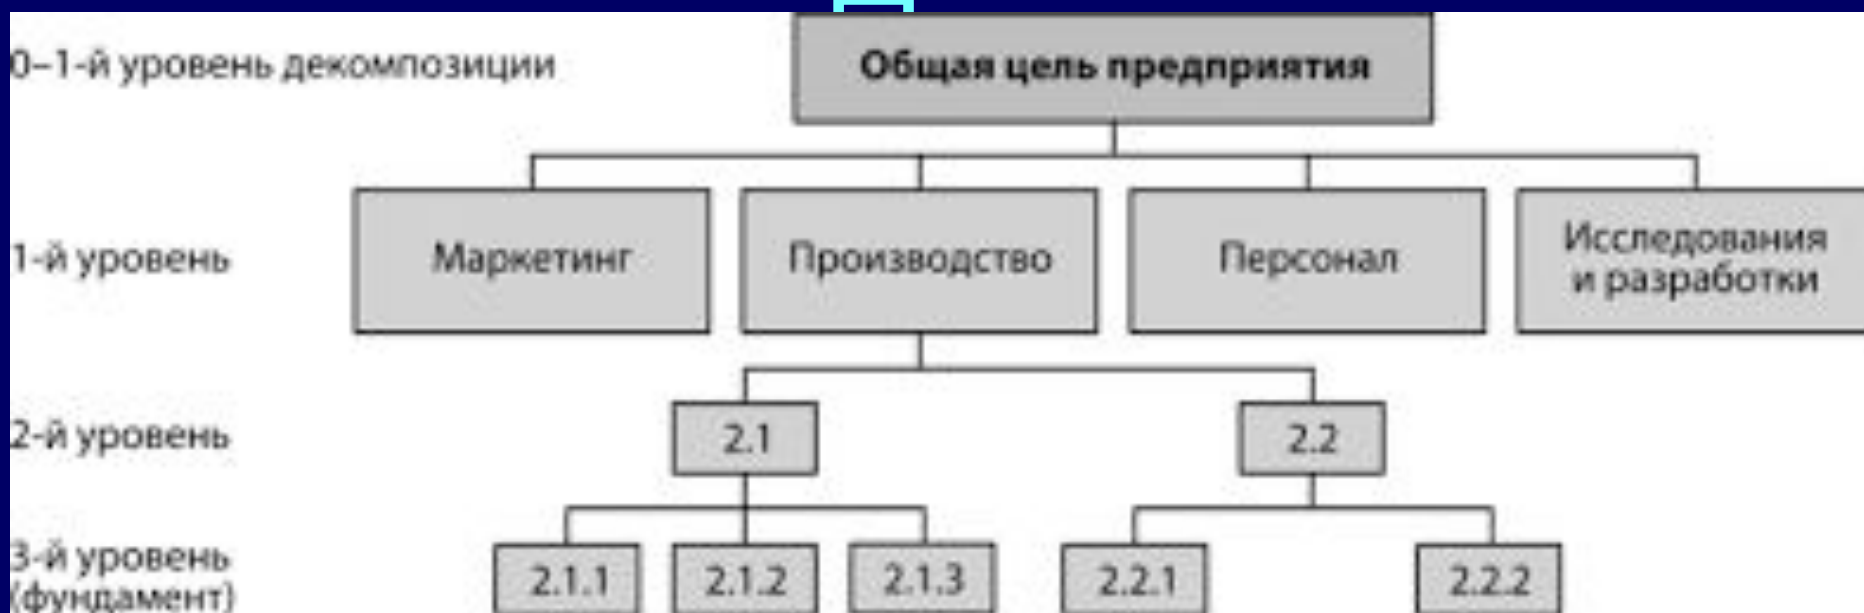 0–1-й уровень декомпозиции
Общая цель предприятия
1-й уровень
Маркетинг
Производство
Персонал
Исследования
и разработки
2-й уровень
2.1
2.2
3-й уровень
(фундамент)
2.1.1
2.1.2
2.1.3
2.2.1
2.2.2